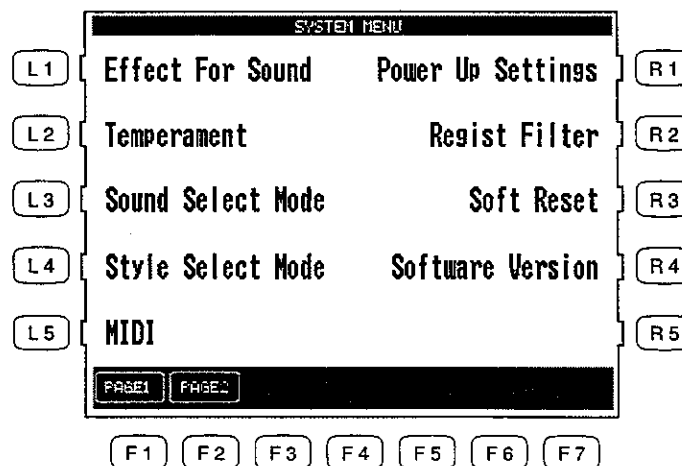 SYSTEM MENU
L1 Effect For Sound Power Up Settings R1
L2 Temperament Regist Filter R2
L3 Sound Select Mode Soft Reset R3
L4 Style Select Mode Software Version R4
L5 MIDI R5
PAGE1 PAGE2
F1 F2 F3 F4 F5 F6 F7